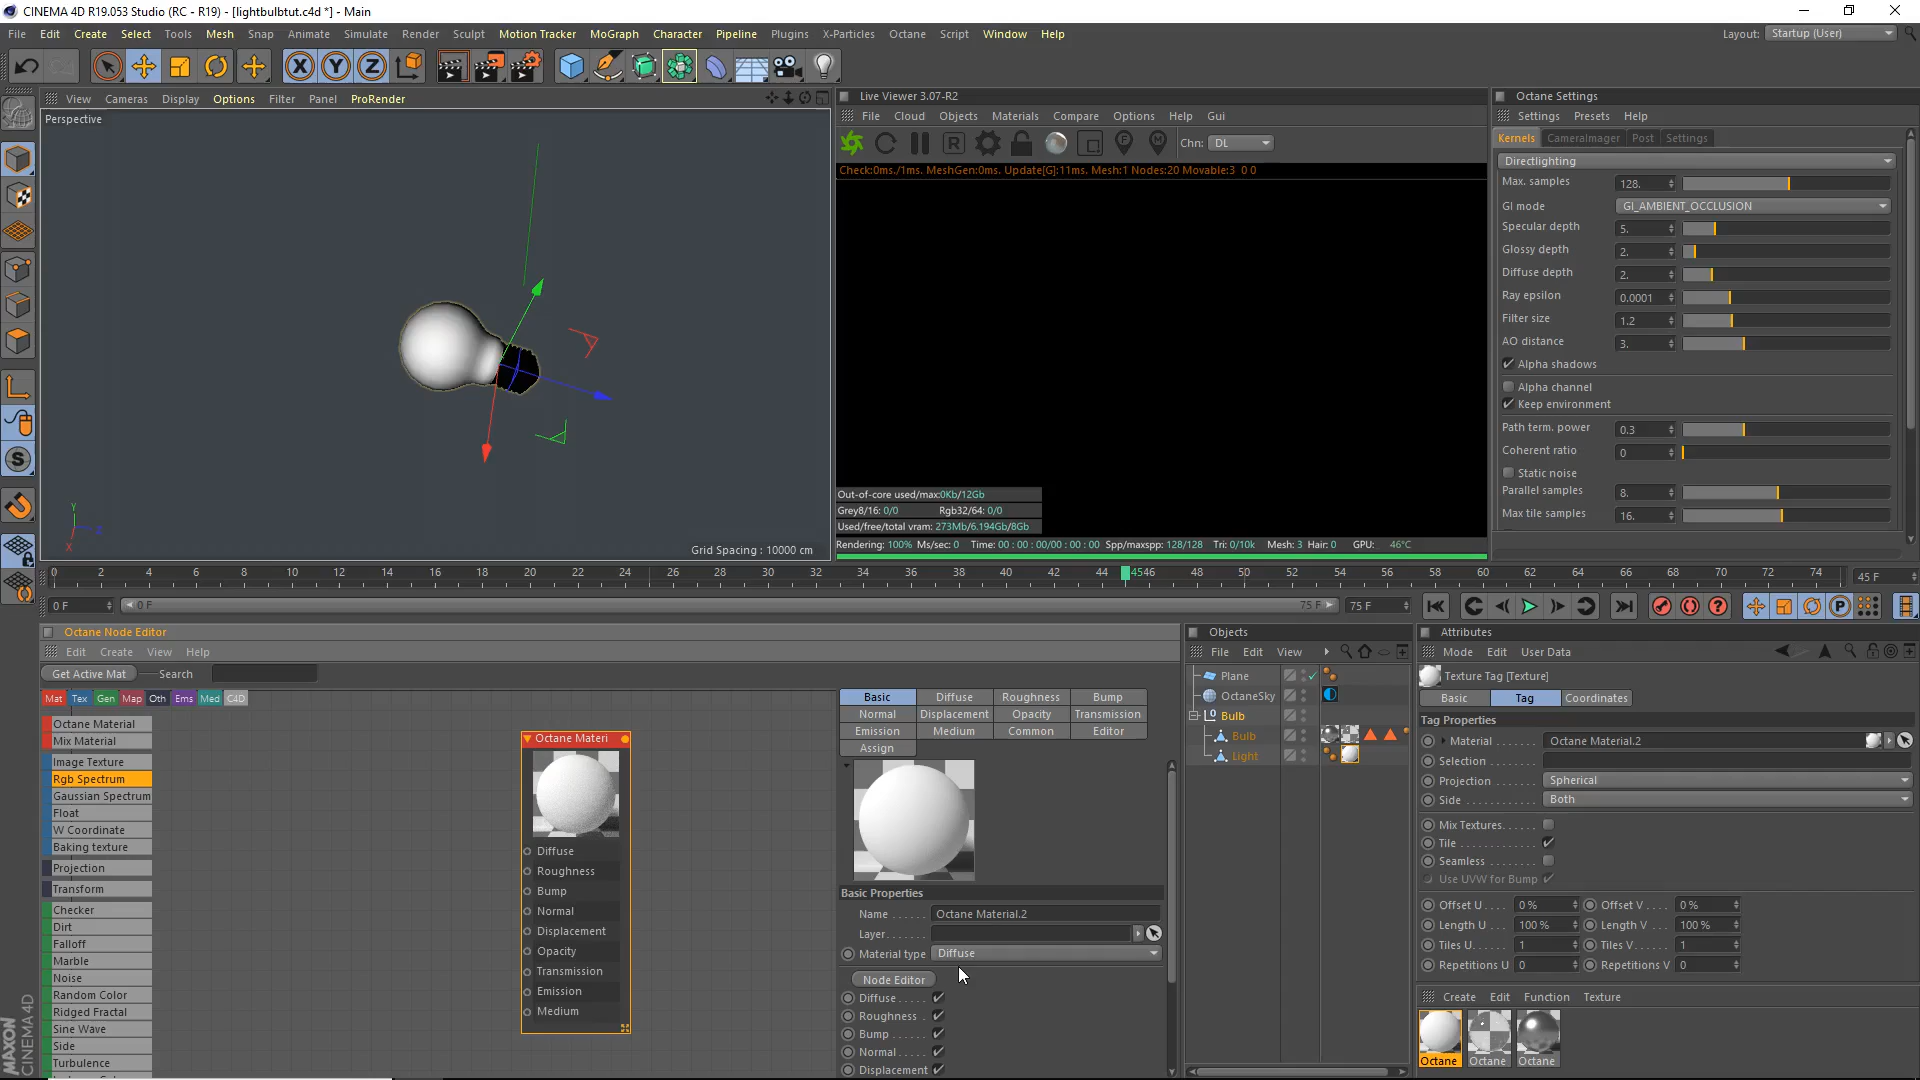 CINEMA 4D R19.053 Studio (RC - R19) - [lightbulbtut.c4d *] - Main
File Edit Create Select Tools Mesh Snap Animate Simulate Render Sculpt Motion Tracker MoGraph Character Pipeline Plugins X-Particles Octane Script Window Help
Layout: Startup (User)
View Cameras Display Options Filter Panel ProRender
Perspective
Grid Spacing : 10000 cm
Live Viewer 3.07-R2
File Cloud Objects Materials Compare Options Help Gui
Chn: DL
Check:0ms./1ms. MeshGen:0ms. Update[G]:11ms. Mesh:1 Nodes:20 Movable:3 0 0
Out-of-core used/max:0Kb/12Gb
Grey8/16: 0/0 Rgb32/64: 0/0
Used/free/total vram: 273Mb/6.194Gb/8Gb
Rendering: 100% Ms/sec: 0 Time: 00 : 00 : 00/00 : 00 : 00 Spp/maxspp: 128/128 Tri: 0/10k Mesh: 3 Hair: 0 GPU: 46°C
Octane Settings
Settings Presets Help
Kernels CameraImager Post Settings
Directlighting
Max. samples 128.
GI mode GI_AMBIENT_OCCLUSION
Specular depth 5.
Glossy depth 2.
Diffuse depth 2.
Ray epsilon 0.0001
Filter size 1.2
AO distance 3.
Alpha shadows
Alpha channel
Keep environment
Path term. power 0.3
Coherent ratio 0
Static noise
Parallel samples 8.
Max tile samples 16.
0 2 4 6 8 10 12 14 16 18 20 22 24 26 28 30 32 34 36 38 40 42 44 4546 48 50 52 54 56 58 60 62 64 66 68 70 72 74
45 F
0 F 0 F 75 F 75 F
Octane Node Editor
Edit Create View Help
Get Active Mat Search
Mat Tex Gen Map Oth Ems Med C4D
Octane Material
Mix Material
Image Texture
Rgb Spectrum
Gaussian Spectrum
Float
W Coordinate
Baking texture
Projection
Transform
Checker
Dirt
Falloff
Marble
Noise
Random Color
Ridged Fractal
Sine Wave
Side
Turbulence
Octane Materi
Diffuse
Roughness
Bump
Normal
Displacement
Opacity
Transmission
Emission
Medium
Basic Diffuse Roughness Bump
Normal Displacement Opacity Transmission
Emission Medium Common Editor
Assign
Basic Properties
Name Octane Material.2
Layer
Material type Diffuse
Node Editor
Diffuse
Roughness
Bump
Normal
Displacement
Objects
File Edit View
Plane
OctaneSky
Bulb
Bulb
Light
Attributes
Mode Edit User Data
Texture Tag [Texture]
Basic Tag Coordinates
Tag Properties
Material Octane Material.2
Selection
Projection Spherical
Side Both
Mix Textures
Tile
Seamless
Use UVW for Bump
Offset U 0 % Offset V 0 %
Length U 100 % Length V 100 %
Tiles U 1 Tiles V 1
Repetitions U 0 Repetitions V 0
Create Edit Function Texture
Octane Octane Octane
MAXON
CINEMA 4D